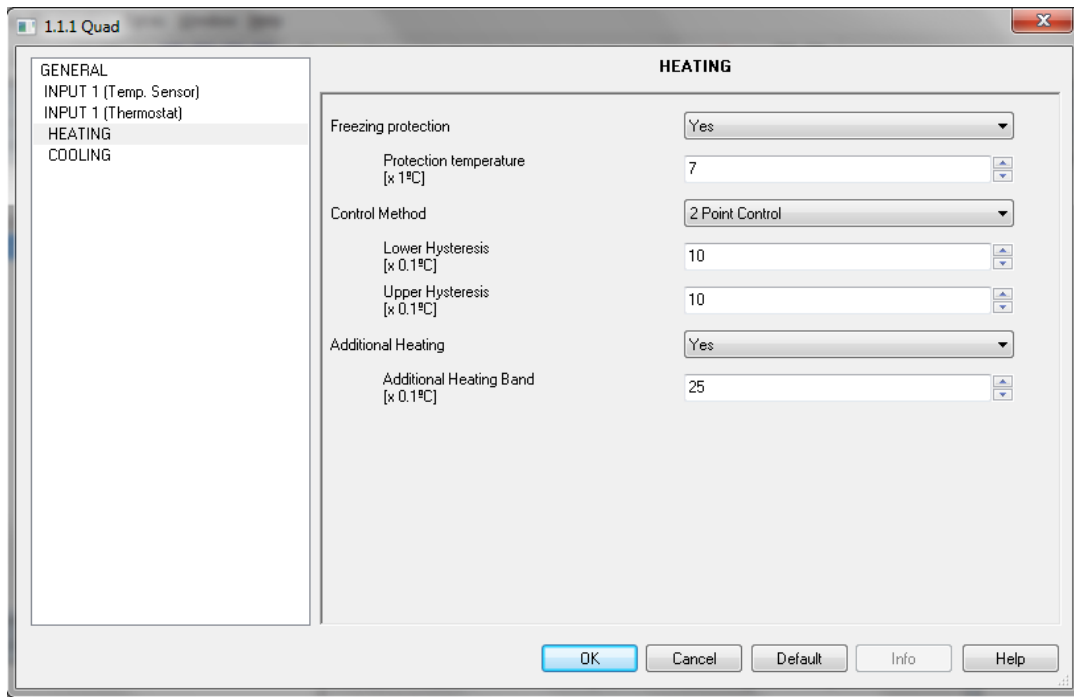 1.1.1 Quad
GENERAL
INPUT 1 (Temp. Sensor)
INPUT 1 (Thermostat)
HEATING
COOLING
HEATING
Freezing protection
Yes
Protection temperature
[x 1ºC]
7
Control Method
2 Point Control
Lower Hysteresis
[x 0.1ºC]
10
Upper Hysteresis
[x 0.1ºC]
10
Additional Heating
Yes
Additional Heating Band
[x 0.1ºC]
25
OK
Cancel
Default
Info
Help